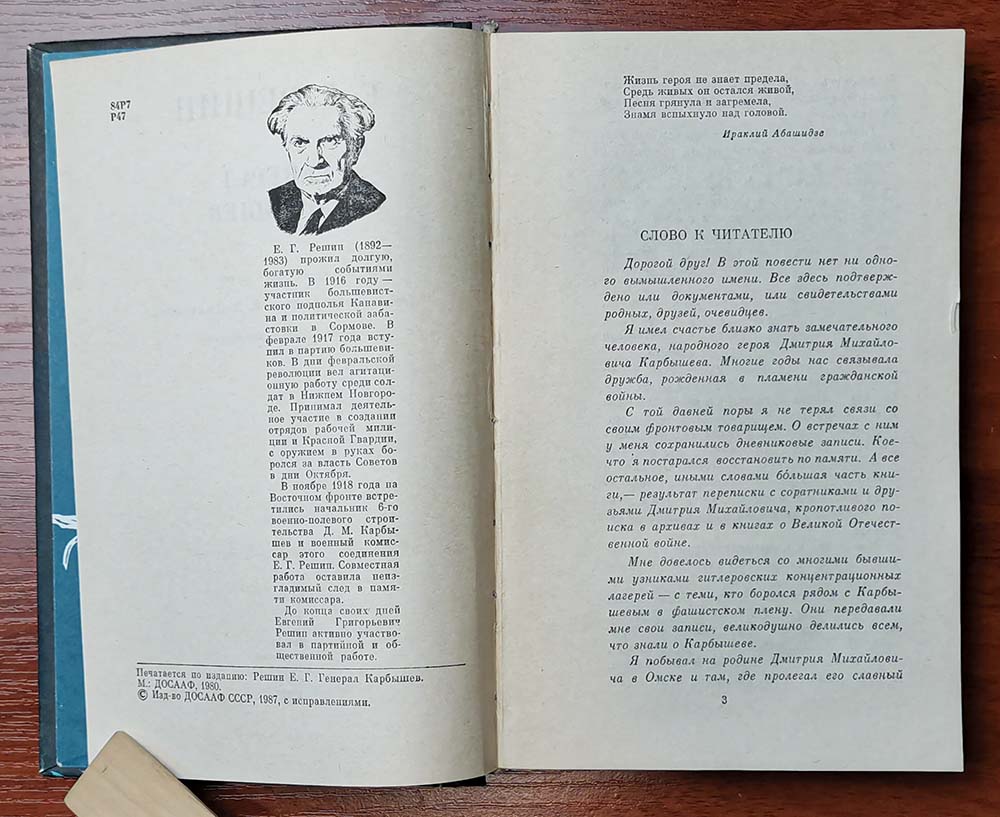 84Р7
Р47
Е. Г. Решин (1892—
1983) прожил долгую,
богатую событиями
жизнь. В 1916 году —
участник большевист-
ского подполья Канави-
на и политической заба-
стовки в Сормове. В
феврале 1917 года всту-
пил в партию большеви-
ков. В дни февральской
революции вел агитаци-
онную работу среди сол-
дат в Нижнем Новгоро-
де. Принимал деятель-
ное участие в создании
отрядов рабочей мили-
ции и Красной Гвардии,
с оружием в руках бо-
ролся за власть Советов
в дни Октября.
В ноябре 1918 года на
Восточном фронте встре-
тились начальник 6-го
военно-полевого строи-
тельства Д. М. Карбы-
шев и военный комис-
сар этого соединения
Е. Г. Решин. Совместная
работа оставила неиз-
гладимый след в памя-
ти комиссара.
До конца своих дней
Евгений Григорьевич
Решин активно участво-
вал в партийной и об-
щественной работе.
Печатается по изданию: Решин Е. Г. Генерал Карбышев.
М.: ДОСААФ, 1980.
© Изд-во ДОСААФ СССР, 1987, с исправлениями.
Жизнь героя не знает предела,
Средь живых он остался живой,
Песня грянула и загремела,
Знамя вспыхнуло над головой.
Ираклий Абашидзе
СЛОВО К ЧИТАТЕЛЮ
Дорогой друг! В этой повести нет ни одно-
го вымышленного имени. Все здесь подтверж-
дено или документами, или свидетельствами
родных, друзей, очевидцев.
Я имел счастье близко знать замечательного
человека, народного героя Дмитрия Михайло-
вича Карбышева. Многие годы нас связывала
дружба, рожденная в пламени гражданской
войны.
С той давней поры я не терял связи со
своим фронтовым товарищем. О встречах с ним
у меня сохранились дневниковые записи. Кое-
что я постарался восстановить по памяти. А все
остальное, иными словами бо́льшая часть кни-
ги,— результат переписки с соратниками и дру-
зьями Дмитрия Михайловича, кропотливого по-
иска в архивах и в книгах о Великой Отечест-
венной войне.
Мне довелось видеться со многими бывши-
ми узниками гитлеровских концентрационных
лагерей — с теми, кто боролся рядом с Карбы-
шевым в фашистском плену. Они передавали
мне свои записи, великодушно делились всем,
что знали о Карбышеве.
Я побывал на родине Дмитрия Михайлови-
ча в Омске и там, где пролегал его славный
3